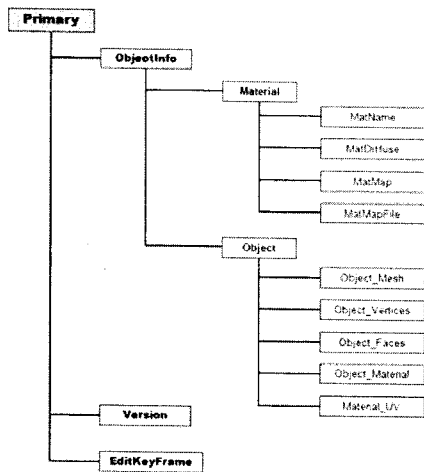 Primary
ObjectInfo
Material
MatName
MatDiffuse
MatMap
MatMapFile
Object
Object_Mesh
Object_Vertices
Object_Faces
Object_Material
Material_UV
Version
EditKeyFrame